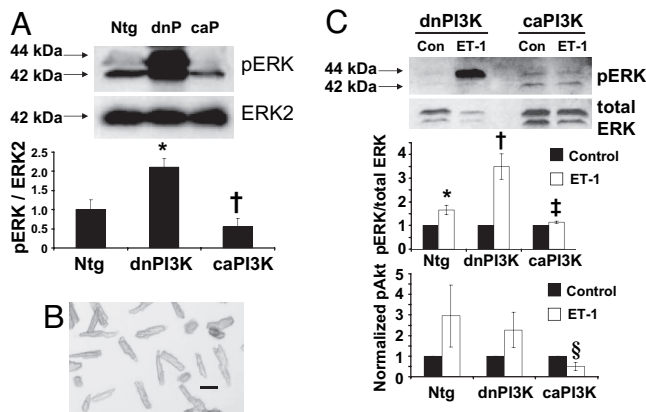 A
Ntg dnP caP
44 kDa
42 kDa
pERK
42 kDa
ERK2
pERK / ERK2
2.5
2.0
1.5
1.0
0.5
0
*
†
Ntg dnPI3K caPI3K
B
C
dnPI3K caPI3K
Con ET-1 Con ET-1
44 kDa
42 kDa
pERK
total
ERK
pERK/total ERK
4
3
2
1
0
*
†
‡
Control
ET-1
Ntg dnPI3K caPI3K
Normalized pAkt
5
4
3
2
1
0
§
Control
ET-1
Ntg dnPI3K caPI3K